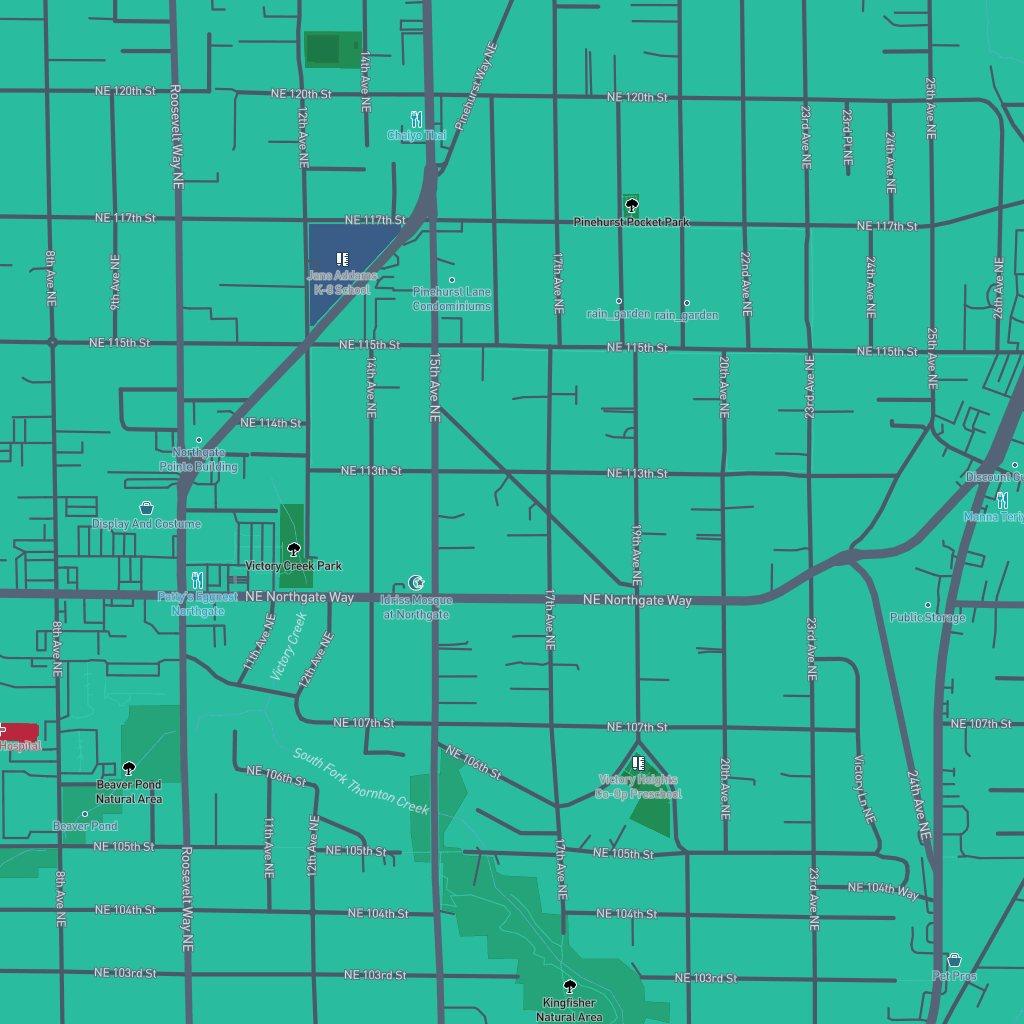 14th Ave NE
Pinehurst Way NE
NE 120th St
NE 120th St
NE 120th St
Roosevelt Way NE
12th Ave NE
23rd Ave NE
23rd Pl NE
24th Ave NE
25th Ave NE
Chaiyo Thai
NE 117th St
NE 117th St
Pinehurst Pocket Park
NE 117th St
8th Ave NE
9th Ave NE
Jane Addams
K-8 School
Pinehurst Lane
Condominiums
17th Ave NE
22nd Ave NE
24th Ave NE
26th Ave NE
rain_garden
rain_garden
NE 115th St
NE 115th St
NE 115th St
NE 115th St
14th Ave NE
15th Ave NE
20th Ave NE
23rd Ave NE
25th Ave NE
NE 114th St
Northgate
Pointe Building
NE 113th St
NE 113th St
Discount Gu
Display And Costume
Manna Teriy
19th Ave NE
Victory Creek Park
Patty's Eggnest
Northgate
NE Northgate Way
Idriss Mosque
at Northgate
NE Northgate Way
Public Storage
8th Ave NE
11th Ave NE
Victory Creek
12th Ave NE
17th Ave NE
23rd Ave NE
NE 107th St
NE 107th St
NE 107th St
Hospital
South Fork Thornton Creek
NE 106th St
NE 106th St
Beaver Pond
Natural Area
Victory Heights
Co-Op Preschool
20th Ave NE
Victory Ln NE
24th Ave NE
Beaver Pond
11th Ave NE
12th Ave NE
NE 105th St
NE 105th St
NE 105th St
Roosevelt Way NE
8th Ave NE
17th Ave NE
23rd Ave NE
NE 104th Way
NE 104th St
NE 104th St
NE 104th St
NE 103rd St
NE 103rd St
NE 103rd St
Pet Pros
Kingfisher
Natural Area